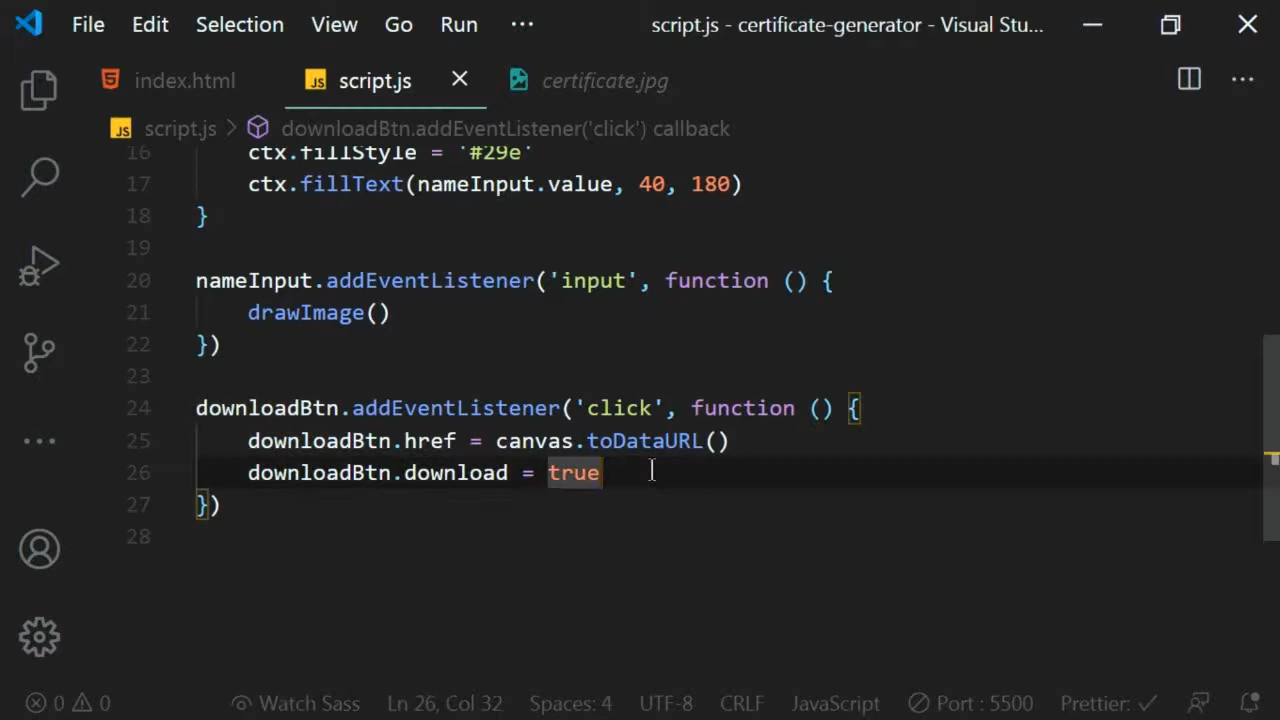 File Edit Selection View Go Run ··· script.js - certificate-generator - Visual Stu...
index.html script.js certificate.jpg ···
script.js > downloadBtn.addEventListener('click') callback
16 ctx.fillStyle = '#29e'
17 ctx.fillText(nameInput.value, 40, 180)
18 }
19
20 nameInput.addEventListener('input', function () {
21 drawImage()
22 })
23
24 downloadBtn.addEventListener('click', function () {
25 downloadBtn.href = canvas.toDataURL()
26 downloadBtn.download = true
27 })
28
0 0 Watch Sass Ln 26, Col 32 Spaces: 4 UTF-8 CRLF JavaScript Port : 5500 Prettier: ✓